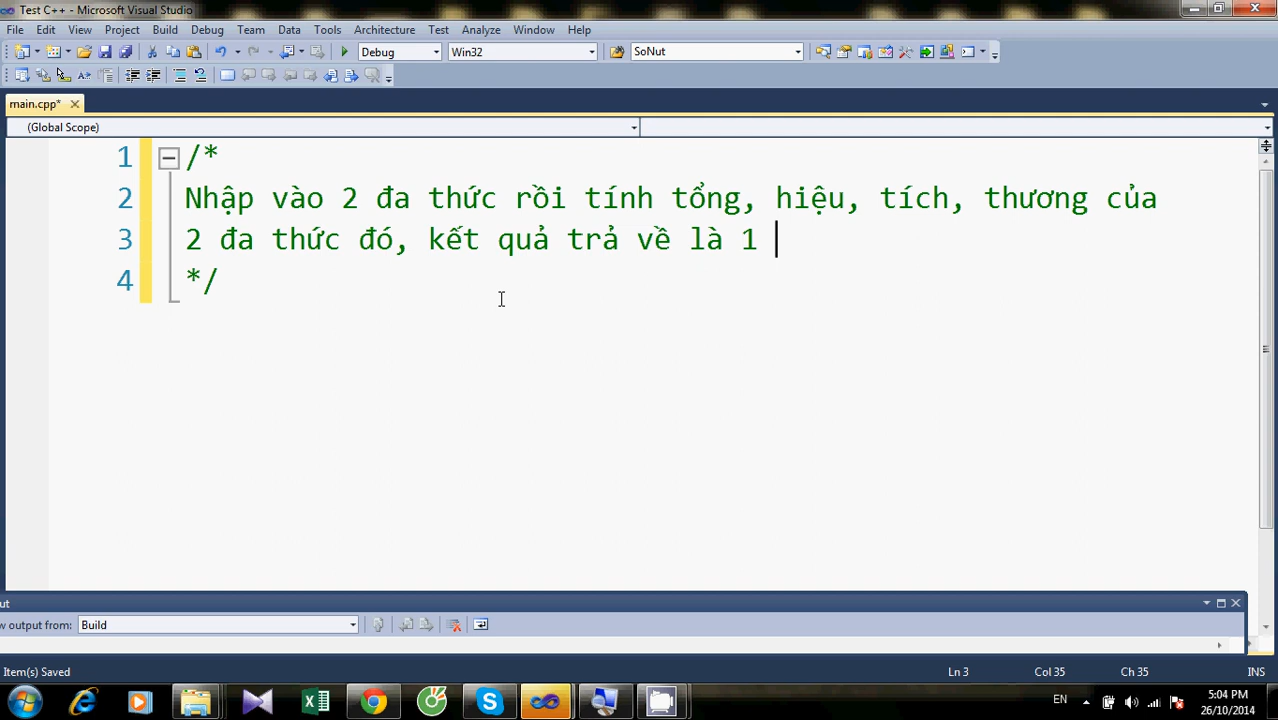 Test C++ - Microsoft Visual Studio
File Edit View Project Build Debug Team Data Tools Architecture Test Analyze Window Help
Debug Win32 SoNut
main.cpp*
(Global Scope)
1 /*
2 Nhập vào 2 đa thức rồi tính tổng, hiệu, tích, thương của
3 2 đa thức đó, kết quả trả về là 1
4 */
ut
w output from: Build
Item(s) Saved Ln 3 Col 35 Ch 35 INS
EN 5:04 PM
26/10/2014